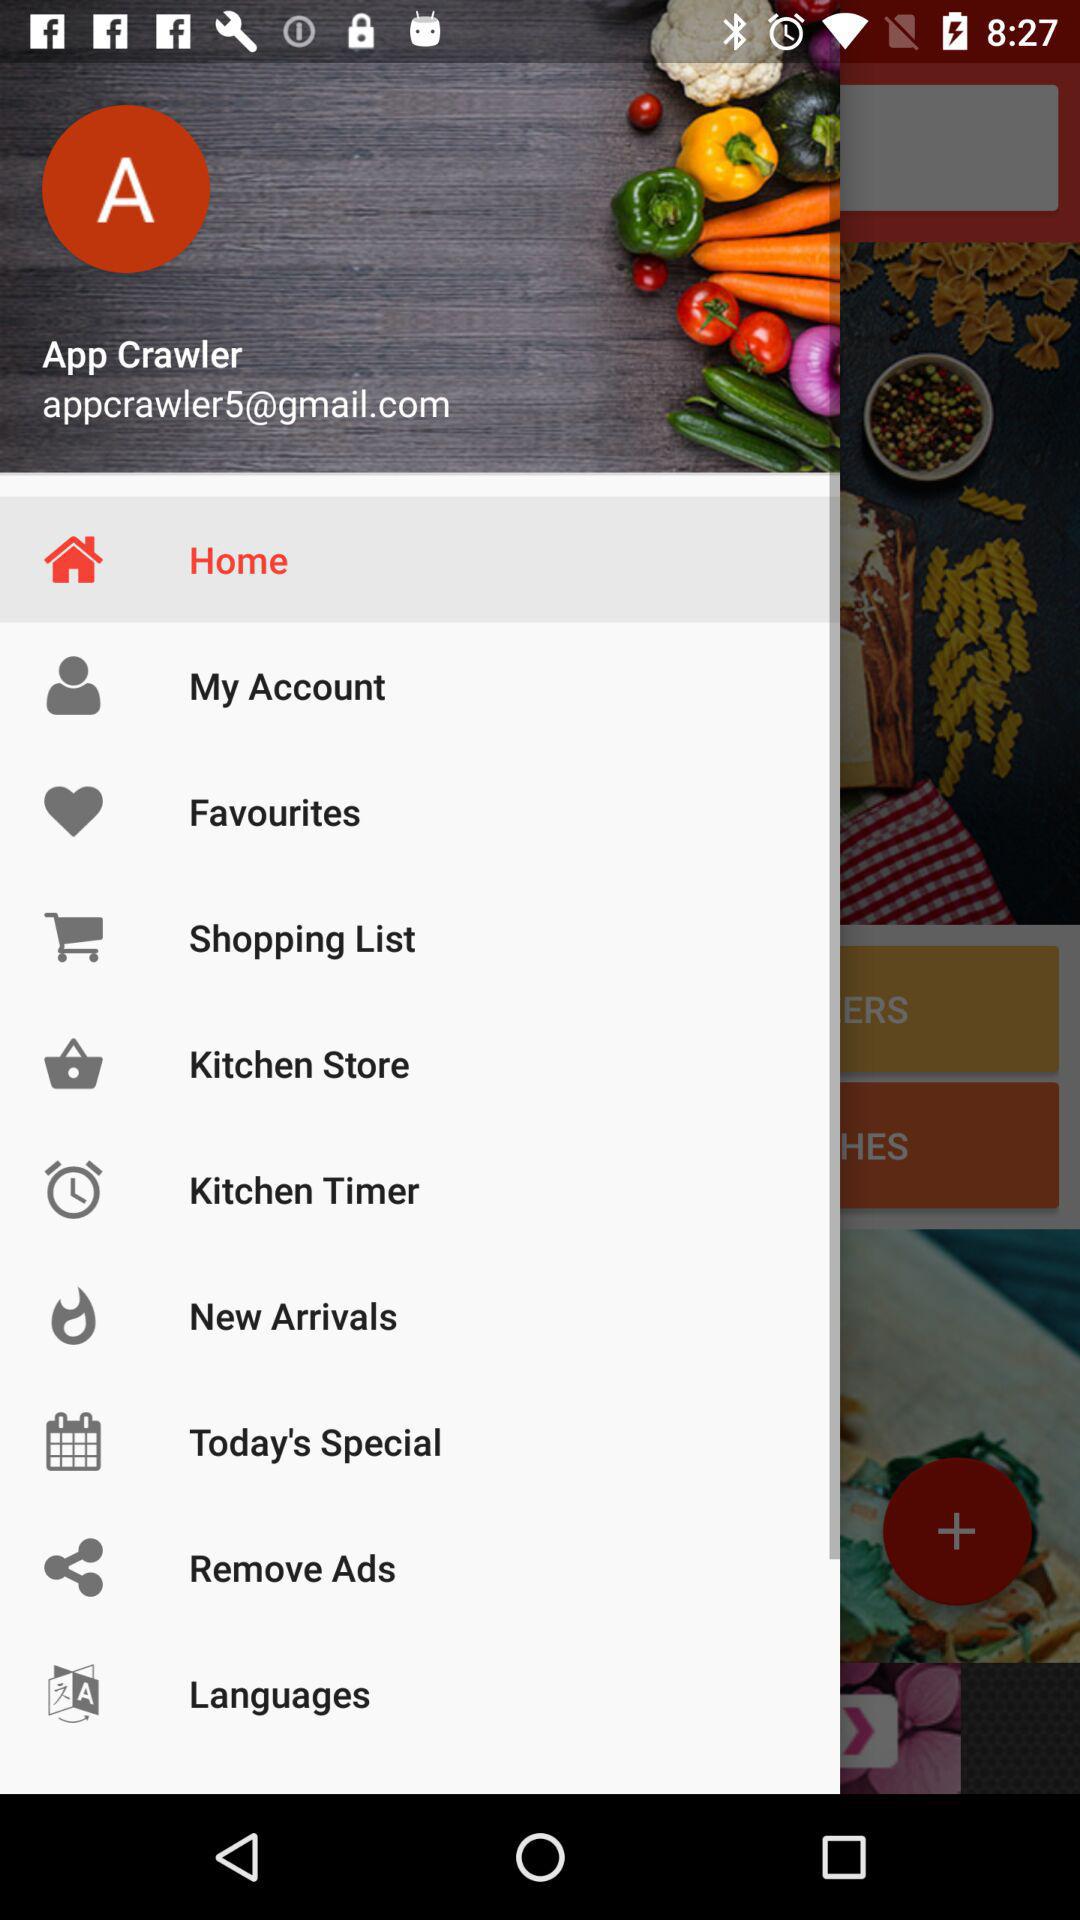 8:27
A
App Crawler
appcrawler5@gmail.com
Home
My Account
Favourites
Shopping List
ERS
Kitchen Store
HES
Kitchen Timer
New Arrivals
Today's Special
Remove Ads
Languages